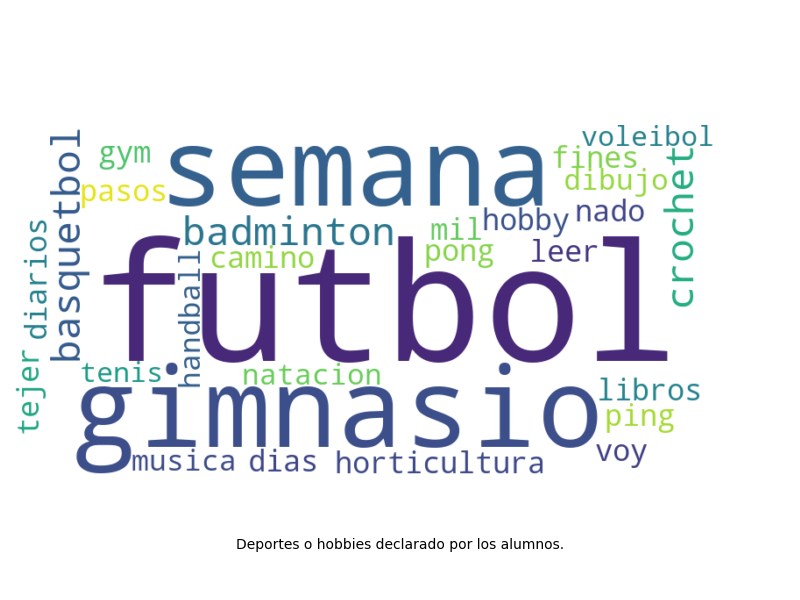 voleibol
semana
gym
fines
basquetbol
crochet
dibujo
pasos
nado
hobby
badminton
mil
diarios
futbol
pong
leer
camino
handball
tejer
tenis
gimnasio
natacion
libros
ping
voy
musica
dias
horticultura
Deportes o hobbies declarado por los alumnos.